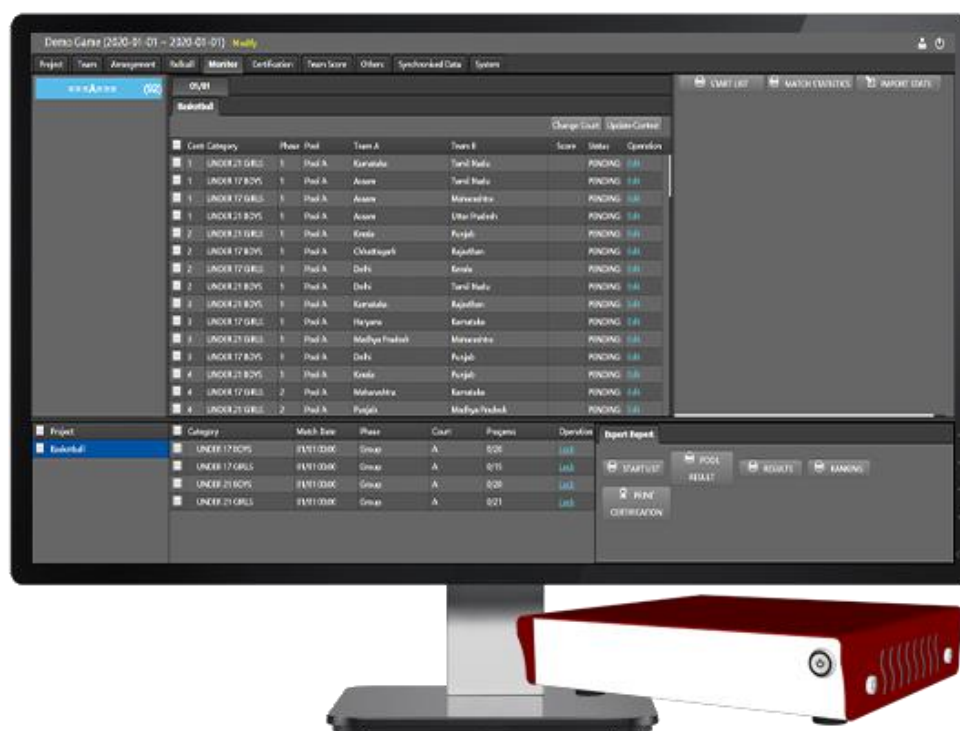 Demo Game (2020-01-01 ~ 2020-01-01) Modify
Project Team Arrangement Rollcall Monitor Certification Team Score Others Synchronised Data System
===A=== (92) 01/01 START LIST MATCH STATISTICS IMPORT STATS
Basketball
Change Court Update Contest
Cont Category Phase Pool Team A Team B Score Status Operation
1 UNDER 21 GIRLS 1 Pool A Karnataka Tamil Nadu PENDING Edit
1 UNDER 17 BOYS 1 Pool A Assam Tamil Nadu PENDING Edit
1 UNDER 17 GIRLS 1 Pool A Assam Maharashtra PENDING Edit
1 UNDER 21 BOYS 1 Pool A Assam Uttar Pradesh PENDING Edit
2 UNDER 21 GIRLS 1 Pool A Kerala Punjab PENDING Edit
2 UNDER 17 BOYS 1 Pool A Chhattisgarh Rajasthan PENDING Edit
2 UNDER 17 GIRLS 1 Pool A Delhi Kerala PENDING Edit
2 UNDER 21 BOYS 1 Pool A Delhi Tamil Nadu PENDING Edit
3 UNDER 21 BOYS 1 Pool A Karnataka Rajasthan PENDING Edit
3 UNDER 17 GIRLS 1 Pool A Haryana Karnataka PENDING Edit
3 UNDER 21 GIRLS 1 Pool A Madhya Pradesh Maharashtra PENDING Edit
3 UNDER 17 BOYS 1 Pool A Delhi Punjab PENDING Edit
4 UNDER 21 BOYS 1 Pool A Kerala Punjab PENDING Edit
4 UNDER 17 GIRLS 2 Pool A Maharashtra Karnataka PENDING Edit
4 UNDER 21 GIRLS 2 Pool A Punjab Madhya Pradesh PENDING Edit
Project Category Match Date Phase Court Progress Operation Export Report
Basketball UNDER 17 BOYS 01/01 00:00 Group A 0/20 Lock
UNDER 17 GIRLS 01/01 00:00 Group A 0/15 Lock
UNDER 21 BOYS 01/01 00:00 Group A 0/20 Lock
UNDER 21 GIRLS 01/01 00:00 Group A 0/21 Lock
START LIST POOL RESULT RESULTS RANKING
PRINT CERTIFICATION